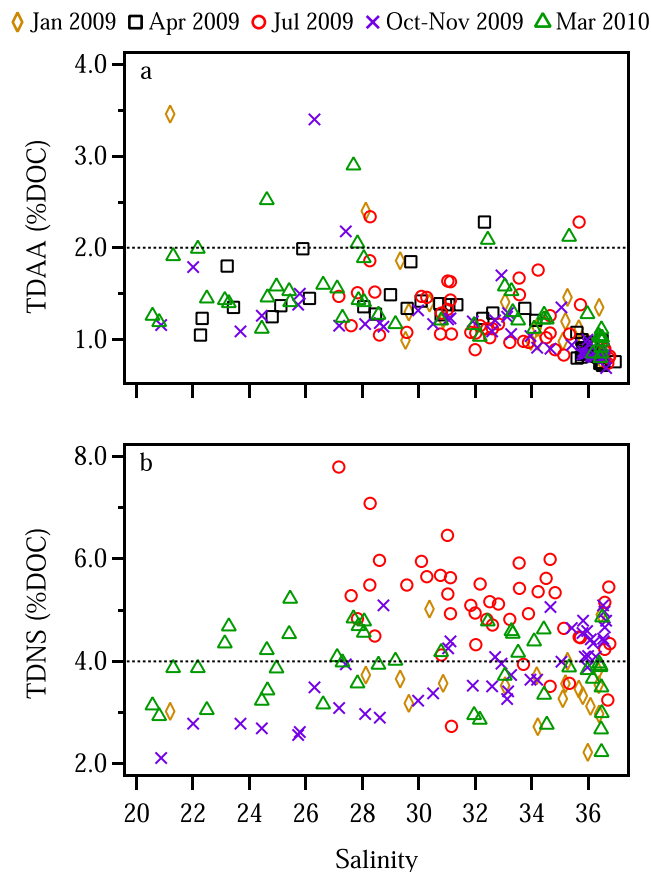 Jan 2009 Apr 2009 Jul 2009 Oct-Nov 2009 Mar 2010
a
4.0
3.0
2.0
1.0
TDAA (%DOC)
b
8.0
6.0
4.0
2.0
TDNS (%DOC)
20 22 24 26 28 30 32 34 36
Salinity